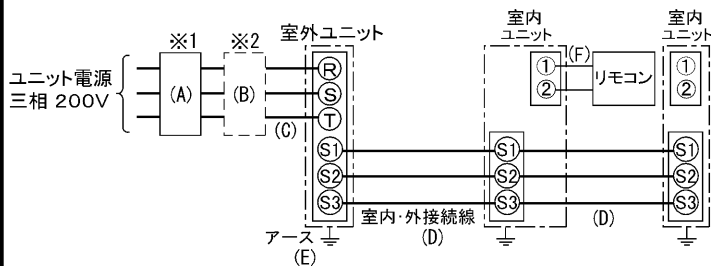 ※1
※2
室外ユニット
室内
ユニット
室内
ユニット
ユニット電源
三相 200V
(A)
(B)
(C)
R
S
T
S1
S2
S3
①
②
(F)
リモコン
①
②
S1
S2
S3
S1
S2
S3
室内・外接続線
(D)
(D)
アース
(E)